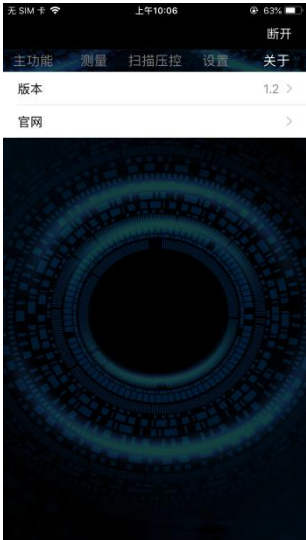 无 SIM 卡 上午10:06 63%
断开
主功能 测量 扫描压控 设置 关于
版本 1.2
官网